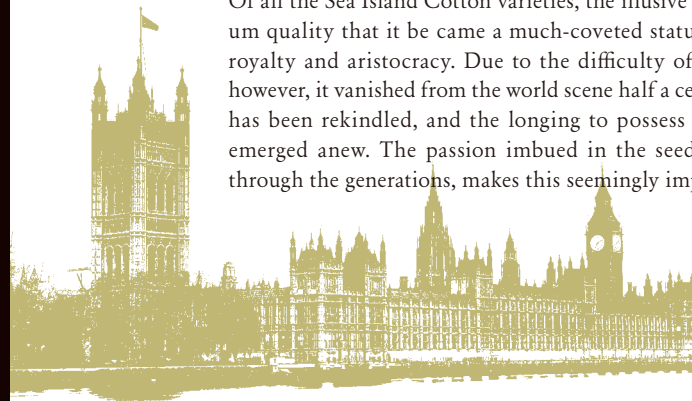 Of all the Sea Island Cotton varieties, the illusive
um quality that it be came a much-coveted statu
royalty and aristocracy. Due to the difficulty of
however, it vanished from the world scene half a ce
has been rekindled, and the longing to possess
emerged anew. The passion imbued in the seed
through the generations, makes this seemingly im